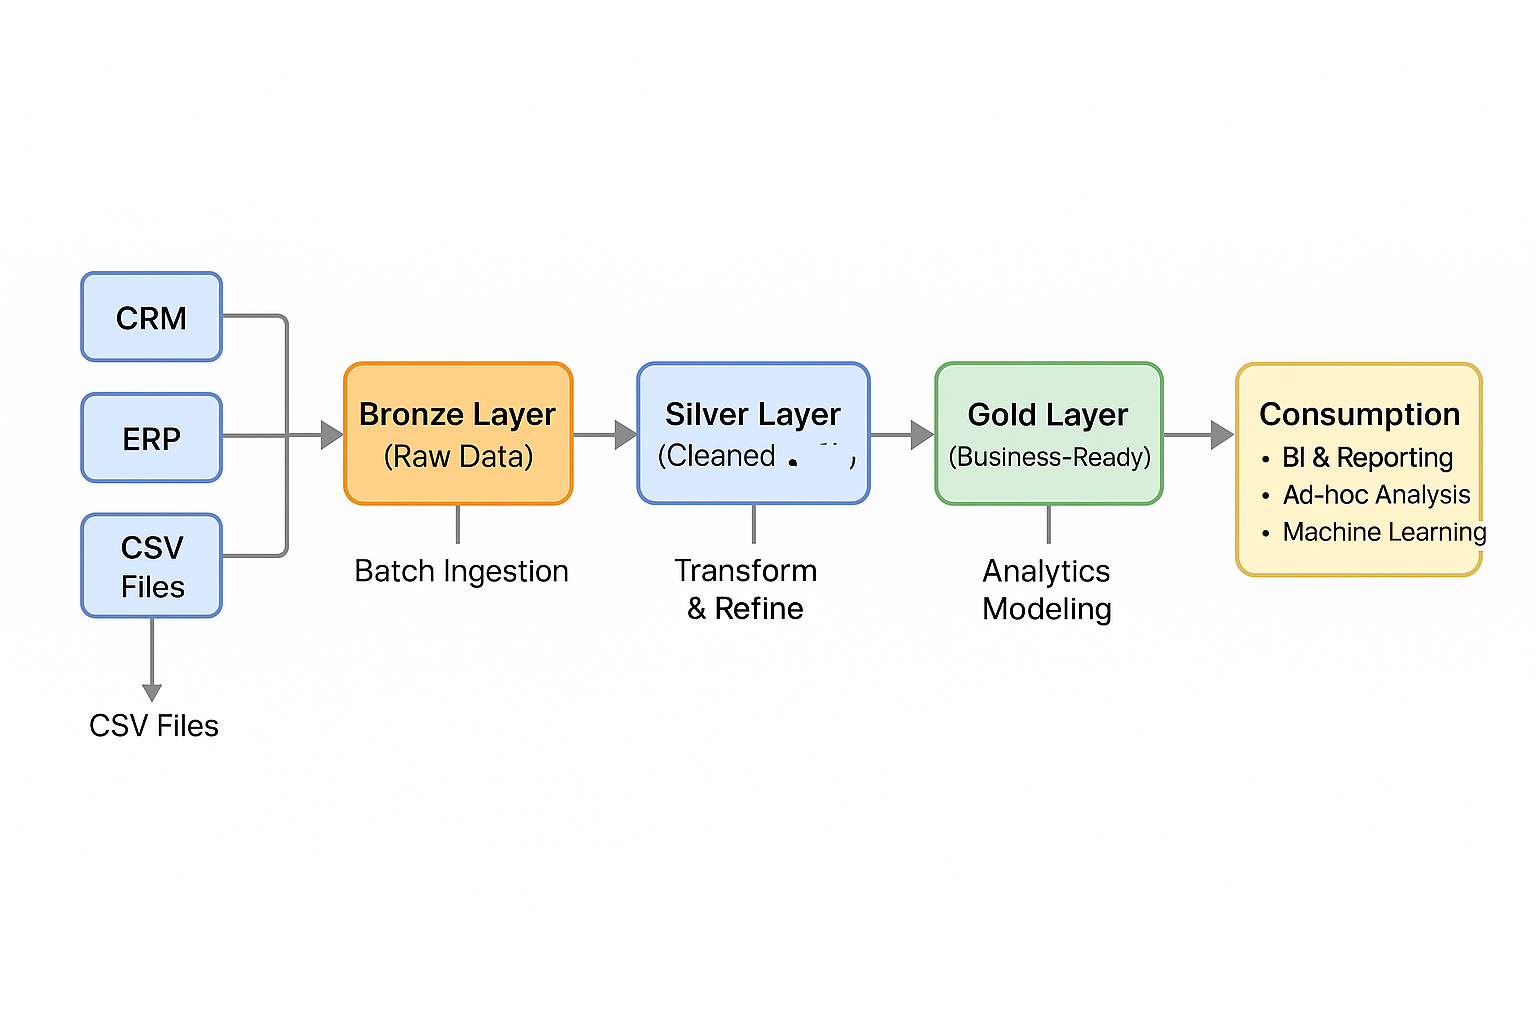 CRM
ERP
CSV
Files
CSV Files
Bronze Layer
(Raw Data)
Batch Ingestion
Silver Layer
(Cleaned
Transform
& Refine
Gold Layer
(Business-Ready)
Analytics
Modeling
Consumption
• BI & Reporting
• Ad-hoc Analysis
• Machine Learning